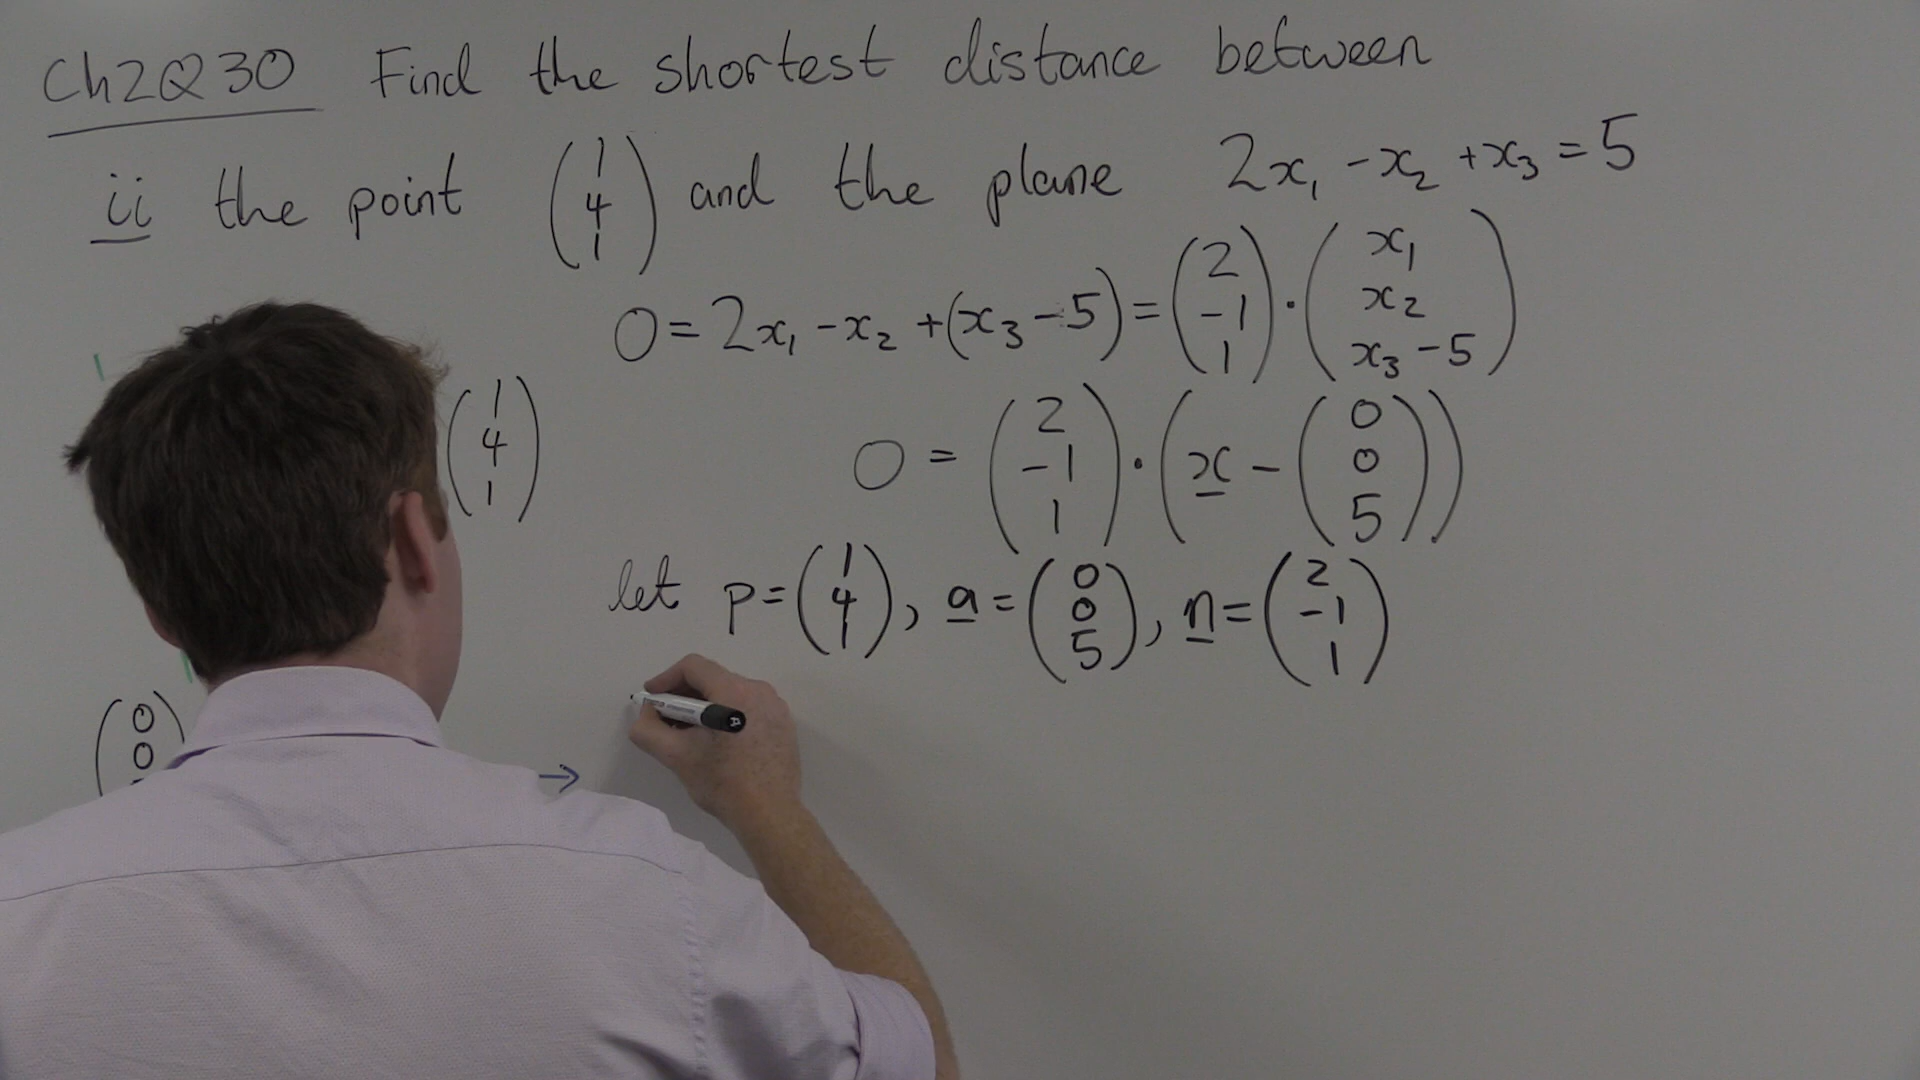 Ch2Q30 Find the shortest distance between
ii the point (1 4 1) and the plane 2x₁ - x₂ + x₃ = 5
0 = 2x₁ - x₂ + (x₃ - 5) = (2 -1 1) · (x₁ x₂ x₃ - 5)
(1 4 1)
0 = (2 -1 1) · (x - (0 0 5))
let p = (1 4 1), a = (0 0 5), n = (2 -1 1)
(0 0